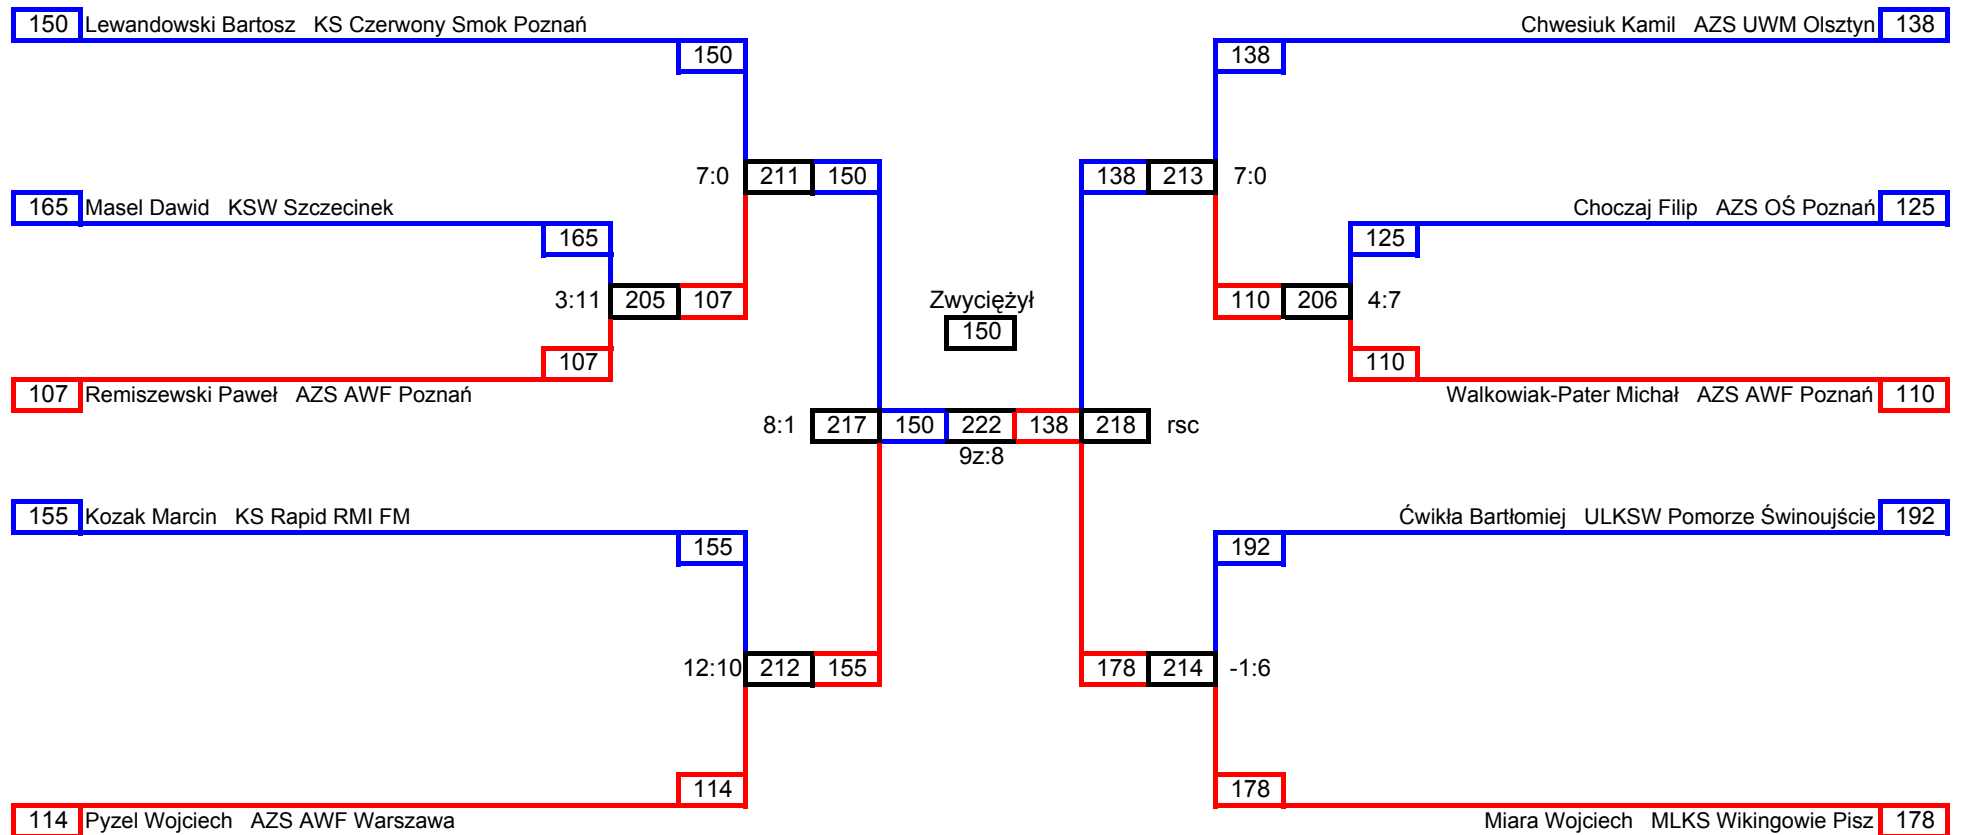 150 Lewandowski Bartosz KS Czerwony Smok Poznań
Chwesiuk Kamil AZS UWM Olsztyn 138
150
138
7:0 211 150
138 213 7:0
165 Masel Dawid KSW Szczecinek
Choczaj Filip AZS OŚ Poznań 125
165
125
3:11 205 107
Zwyciężył
110 206 4:7
150
107
110
107 Remiszewski Paweł AZS AWF Poznań
Walkowiak-Pater Michał AZS AWF Poznań 110
8:1 217 150 222 138 218 rsc
9z:8
155 Kozak Marcin KS Rapid RMI FM
Ćwikła Bartłomiej ULKSW Pomorze Świnoujście 192
155
192
12:10 212 155
178 214 -1:6
114
178
114 Pyzel Wojciech AZS AWF Warszawa
Miara Wojciech MLKS Wikingowie Pisz 178